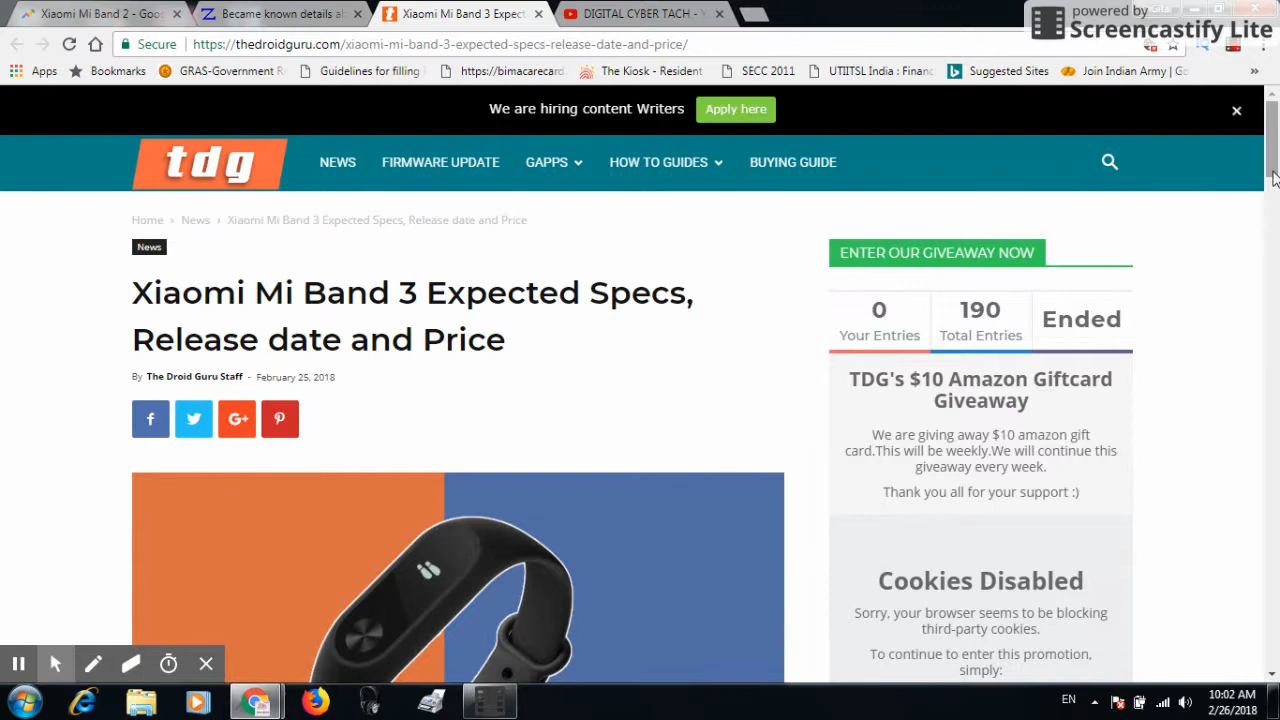 Xiaomi Mi Band 2 - Goo
Became known details a
Xiaomi Mi Band 3 Expect
DIGITAL CYBER TACH - Y
powered by
Screencastify Lite
Secure
https://thedroidguru.com/xiaomi-mi-band-3-expected-specs-release-date-and-price/
Apps
Bookmarks
GRAS-Government R
Guidelines for filling
https://bimacarecard.
The Kiosk - Resident
SECC 2011
UTIITSL India : Financ
Suggested Sites
Join Indian Army | Go
We are hiring content Writers
Apply here
tdg
NEWS
FIRMWARE UPDATE
GAPPS
HOW TO GUIDES
BUYING GUIDE
Home › News › Xiaomi Mi Band 3 Expected Specs, Release date and Price
News
Xiaomi Mi Band 3 Expected Specs,
Release date and Price
By The Droid Guru Staff - February 25, 2018
ENTER OUR GIVEAWAY NOW
0
Your Entries
190
Total Entries
Ended
TDG's $10 Amazon Giftcard
Giveaway
We are giving away $10 amazon gift
card.This will be weekly.We will continue this
giveaway every week.
Thank you all for your support :)
Cookies Disabled
Sorry, your browser seems to be blocking
third-party cookies.
To continue to enter this promotion,
simply:
EN
10:02 AM
2/26/2018